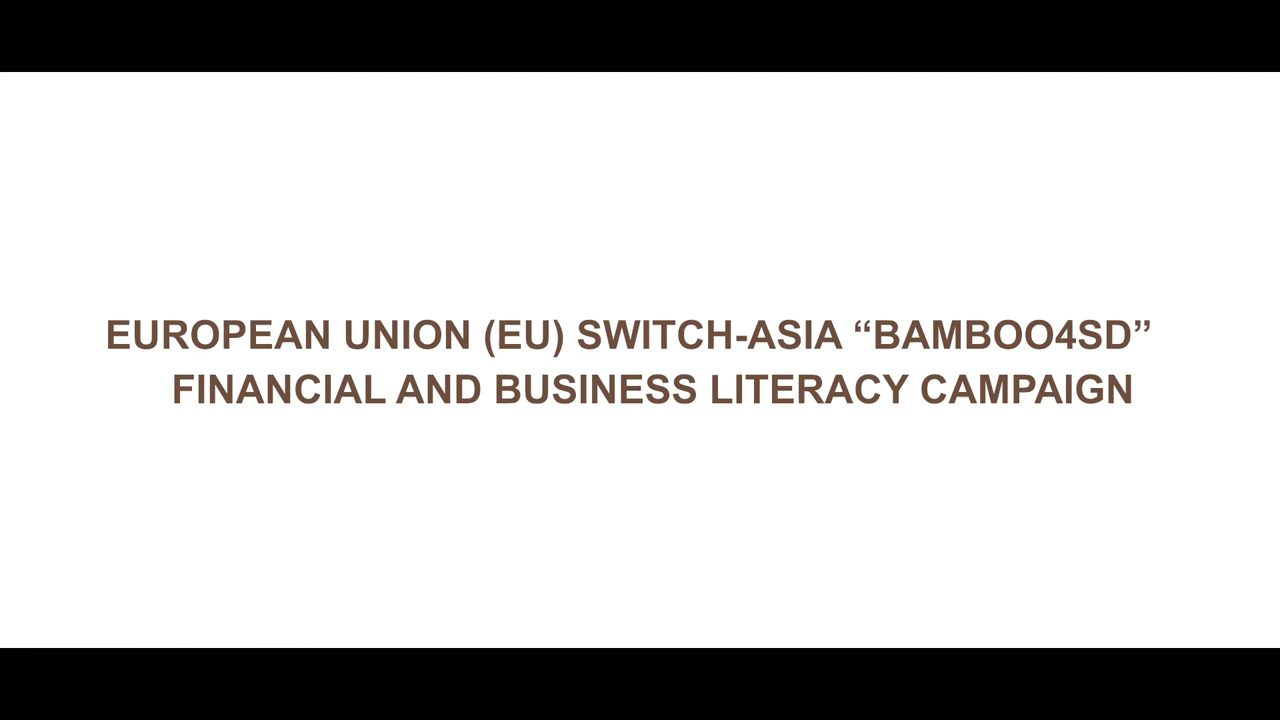 EUROPEAN UNION (EU) SWITCH-ASIA “BAMBOO4SD”
FINANCIAL AND BUSINESS LITERACY CAMPAIGN